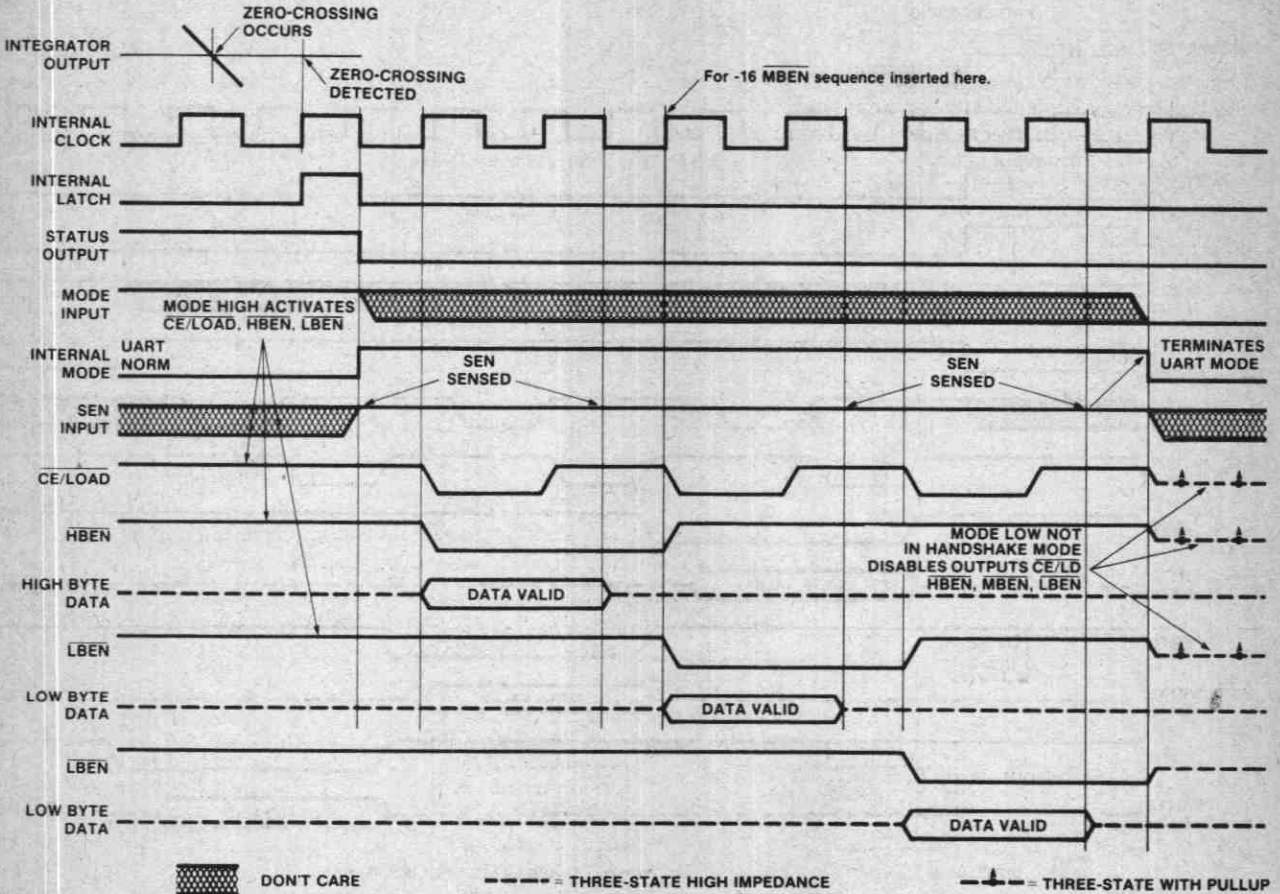 ZERO-CROSSING
OCCURS
INTEGRATOR
OUTPUT
ZERO-CROSSING
DETECTED
For -16 MBEN sequence inserted here.
INTERNAL
CLOCK
INTERNAL
LATCH
STATUS
OUTPUT
MODE
INPUT
MODE HIGH ACTIVATES
CE/LOAD, HBEN, LBEN
INTERNAL
MODE
UART
NORM
SEN
SENSED
SEN
SENSED
TERMINATES
UART MODE
SEN
INPUT
CE/LOAD
HBEN
MODE LOW NOT
IN HANDSHAKE MODE
DISABLES OUTPUTS CE/LD
HBEN, MBEN, LBEN
HIGH BYTE
DATA
DATA VALID
LBEN
LOW BYTE
DATA
DATA VALID
LBEN
LOW BYTE
DATA
DATA VALID
DON'T CARE
= THREE-STATE HIGH IMPEDANCE
= THREE-STATE WITH PULLUP